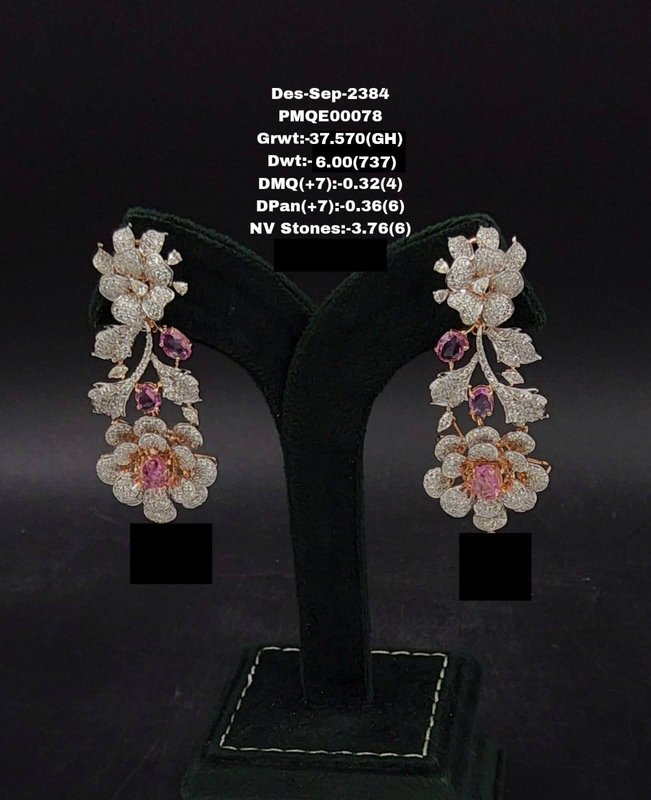 Des-Sep-2384
PMQE00078
Grwt:-37.570(GH)
Dwt:-6.00(737)
DMQ(+7):-0.32(4)
DPan(+7):-0.36(6)
NV Stones:-3.76(6)